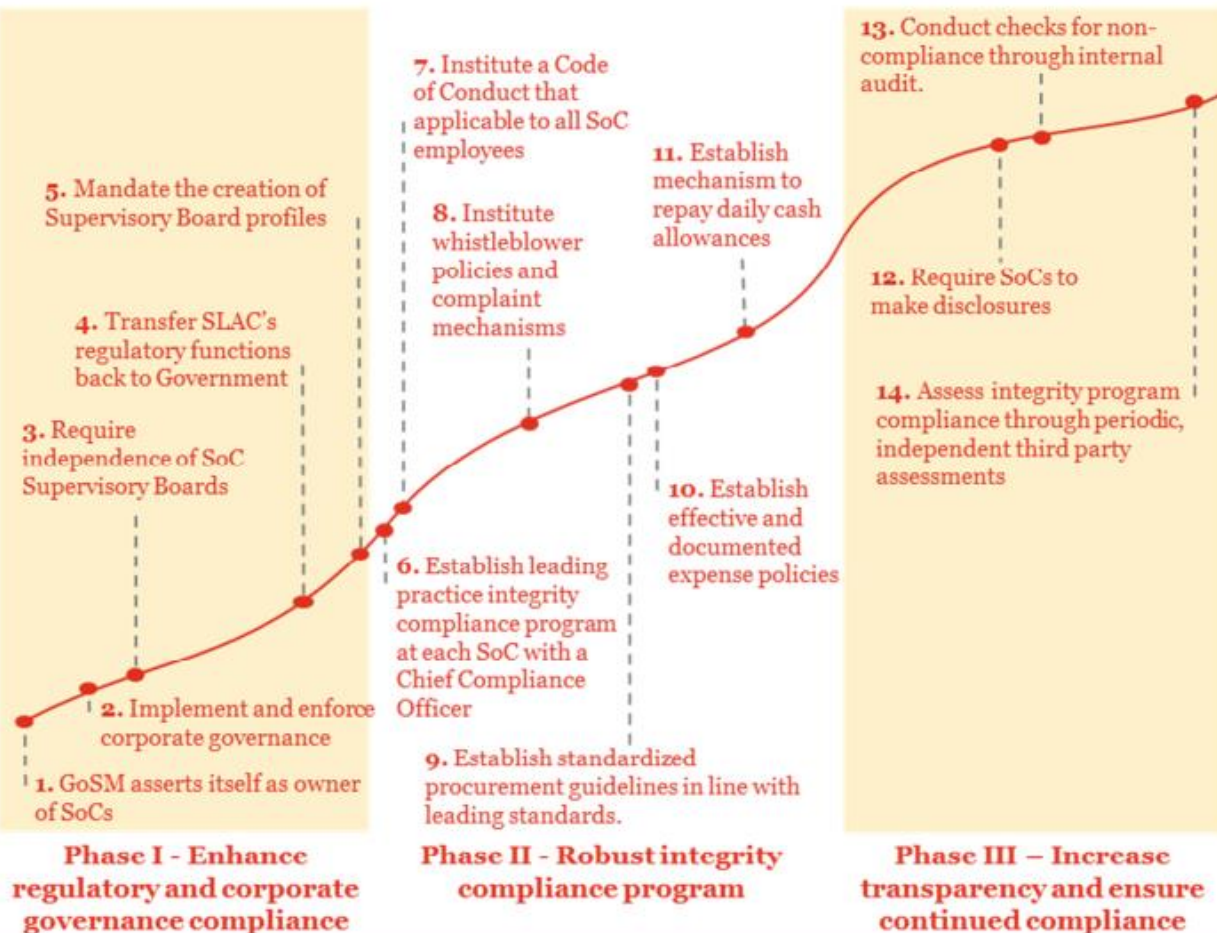 1. GoSM asserts itself as owner
of SoCs
2. Implement and enforce
corporate governance
3. Require
independence of SoC
Supervisory Boards
4. Transfer SLAC's
regulatory functions
back to Government
5. Mandate the creation of
Supervisory Board profiles
6. Establish leading
practice integrity
compliance program
at each SoC with a
Chief Compliance
Officer
7. Institute a Code
of Conduct that
applicable to all SoC
employees
8. Institute
whistleblower
policies and
complaint
mechanisms
9. Establish standardized
procurement guidelines in line with
leading standards.
10. Establish
effective and
documented
expense policies
11. Establish
mechanism to
repay daily cash
allowances
12. Require SoCs to
make disclosures
13. Conduct checks for non-
compliance through internal
audit.
14. Assess integrity program
compliance through periodic,
independent third party
assessments
Phase I - Enhance
regulatory and corporate
governance compliance
Phase II - Robust integrity
compliance program
Phase III – Increase
transparency and ensure
continued compliance